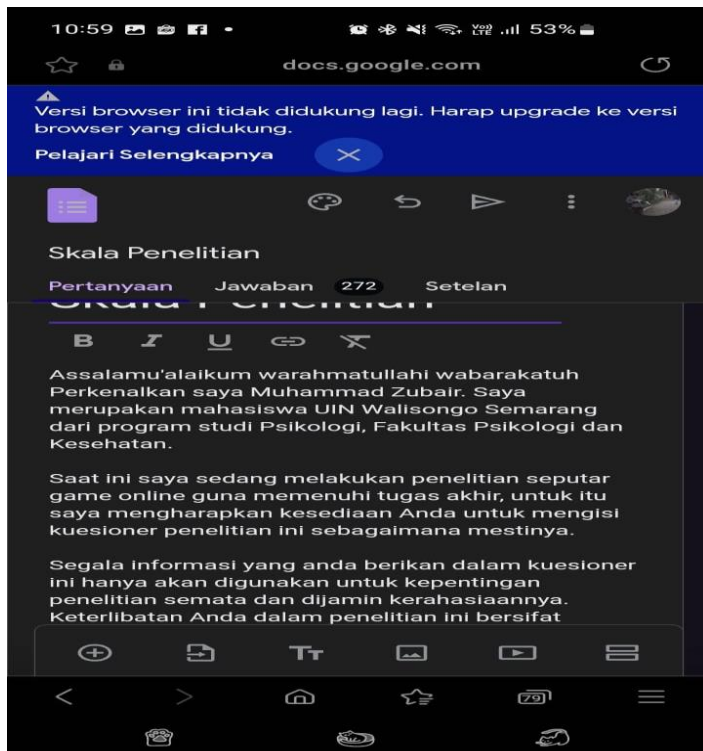 10:59 53%
docs.google.com
Versi browser ini tidak didukung lagi. Harap upgrade ke versi
browser yang didukung.
Pelajari Selengkapnya
Skala Penelitian
Pertanyaan Jawaban 272 Setelan
Skala Penelitian
B I U
Assalamu'alaikum warahmatullahi wabarakatuh
Perkenalkan saya Muhammad Zubair. Saya
merupakan mahasiswa UIN Walisongo Semarang
dari program studi Psikologi, Fakultas Psikologi dan
Kesehatan.
Saat ini saya sedang melakukan penelitian seputar
game online guna memenuhi tugas akhir, untuk itu
saya mengharapkan kesediaan Anda untuk mengisi
kuesioner penelitian ini sebagaimana mestinya.
Segala informasi yang anda berikan dalam kuesioner
ini hanya akan digunakan untuk kepentingan
penelitian semata dan dijamin kerahasiaannya.
Keterlibatan Anda dalam penelitian ini bersifat
TT
79